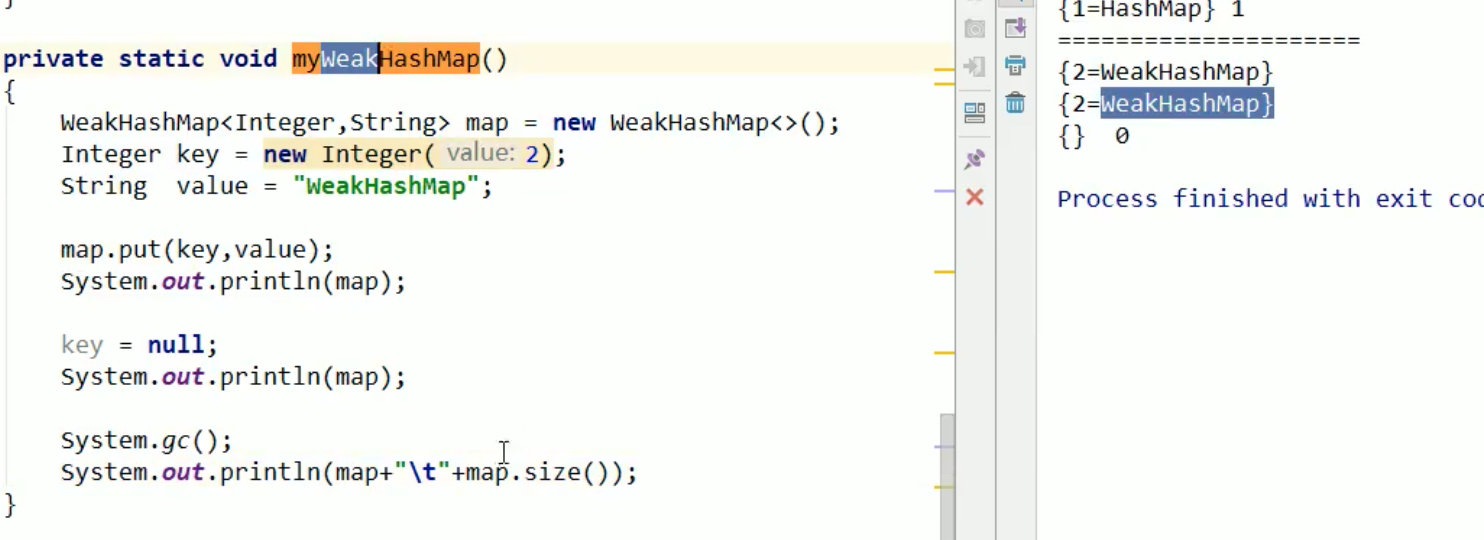 private static void myWeakHashMap()
{
WeakHashMap<Integer,String> map = new WeakHashMap<>();
Integer key = new Integer( value: 2);
String value = "WeakHashMap";
map.put(key,value);
System.out.println(map);
key = null;
System.out.println(map);
System.gc();
System.out.println(map+"\t"+map.size());
}
{1=HashMap} 1
======================
{2=WeakHashMap}
{2=WeakHashMap}
{} 0
Process finished with exit